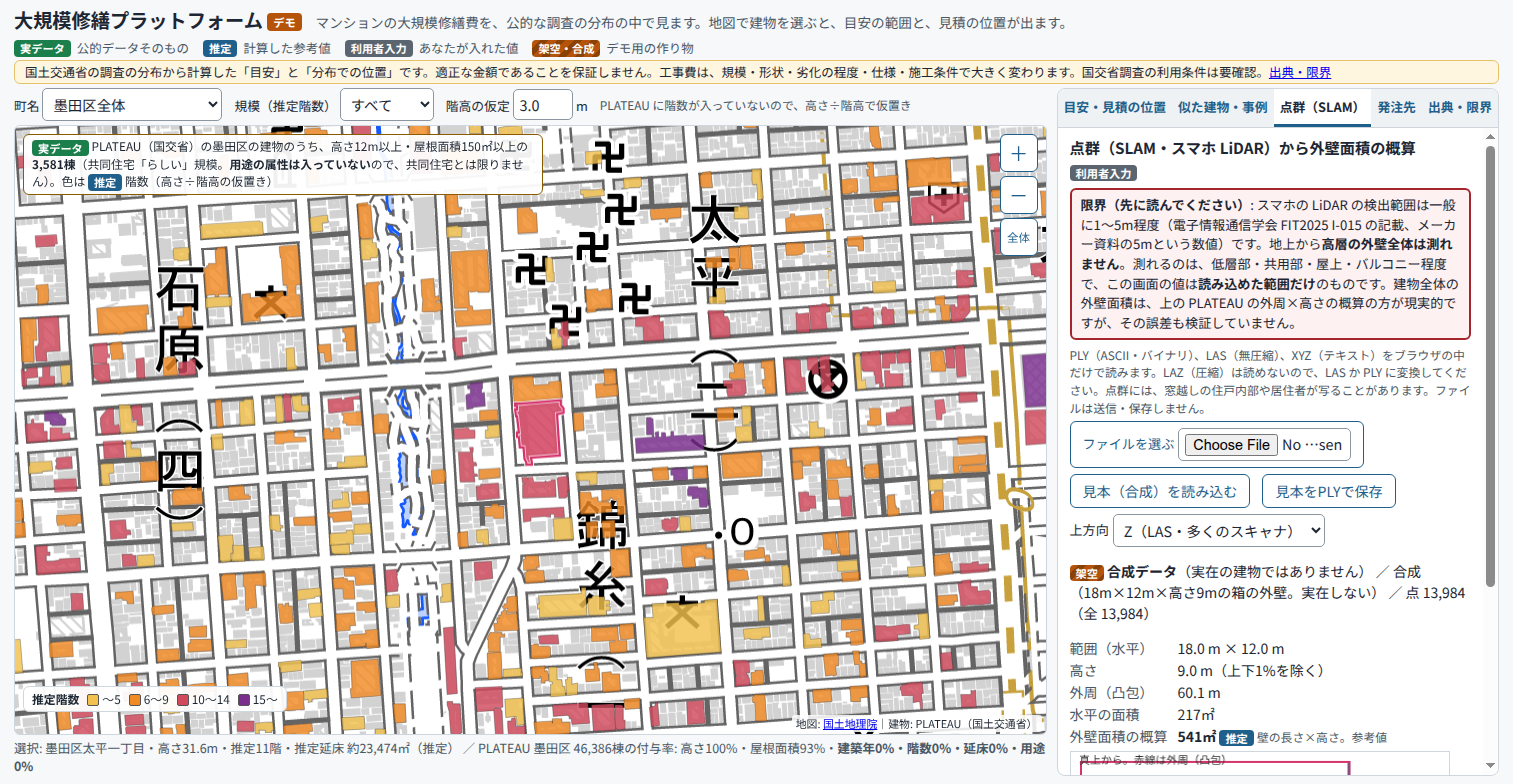 大規模修繕プラットフォーム デモ マンションの大規模修繕費を、公的な調査の分布の中で見ます。地図で建物を選ぶと、目安の範囲と、見積の位置が出ます。
実データ 公的データそのもの 推定 計算した参考値 利用者入力 あなたが入れた値 架空・合成 デモ用の作り物
国土交通省の調査の分布から計算した「目安」と「分布での位置」です。適正な金額であることを保証しません。工事費は、規模・形状・劣化の程度・仕様・施工条件で大きく変わります。国交省調査の利用条件は要確認。出典・限界
町名 墨田区全体 規模（推定階数） すべて 階高の仮定 3.0 m PLATEAU に階数が入っていないので、高さ÷階高で仮置き
実データ PLATEAU（国交省）の墨田区の建物のうち、高さ12m以上・屋根面積150㎡以上の
3,581棟（共同住宅「らしい」規模。用途の属性は入っていないので、共同住宅とは限りませ
ん）。色は 推定 階数（高さ÷階高の仮置き）
＋
－
全体
太平
（二）
石原
（四）
錦糸
（
.O
推定階数 〜5 6〜9 10〜14 15〜
地図: 国土地理院 | 建物: PLATEAU（国土交通省）
選択: 墨田区太平一丁目・高さ31.6m・推定11階・推定延床 約23,474㎡（推定） ／ PLATEAU 墨田区 46,386棟の付与率: 高さ100%・屋根面積93%・建築年0%・階数0%・延床0%・用途
0%
目安・見積の位置 似た建物・事例 点群（SLAM） 発注先 出典・限界
点群（SLAM・スマホ LiDAR）から外壁面積の概算
利用者入力
限界（先に読んでください）: スマホの LiDAR の検出範囲は一般
に1〜5m程度（電子情報通信学会 FIT2025 I-015 の記載、メーカ
ー資料の5mという数値）です。地上から高層の外壁全体は測れ
ません。測れるのは、低層部・共用部・屋上・バルコニー程度
で、この画面の値は読み込めた範囲だけのものです。建物全体の
外壁面積は、上の PLATEAU の外周×高さの概算の方が現実的で
すが、その誤差も検証していません。
PLY（ASCII・バイナリ）、LAS（無圧縮）、XYZ（テキスト）をブラウザの中
だけで読みます。LAZ（圧縮）は読めないので、LAS か PLY に変換してくだ
さい。点群には、窓越しの住戸内部や居住者が写ることがあります。ファイ
ルは送信・保存しません。
ファイルを選ぶ Choose File No …sen
見本（合成）を読み込む 見本をPLYで保存
上方向 Z（LAS・多くのスキャナ）
架空 合成データ（実在の建物ではありません） ／ 合成
（18m×12m×高さ9mの箱の外壁。実在しない） ／ 点 13,984
（全 13,984）
範囲（水平） 18.0 m × 12.0 m
高さ 9.0 m（上下1%を除く）
外周（凸包） 60.1 m
水平の面積 217㎡
外壁面積の概算 541㎡ 推定 壁の長さ×高さ。参考値
真上から。赤線は外周（凸包）